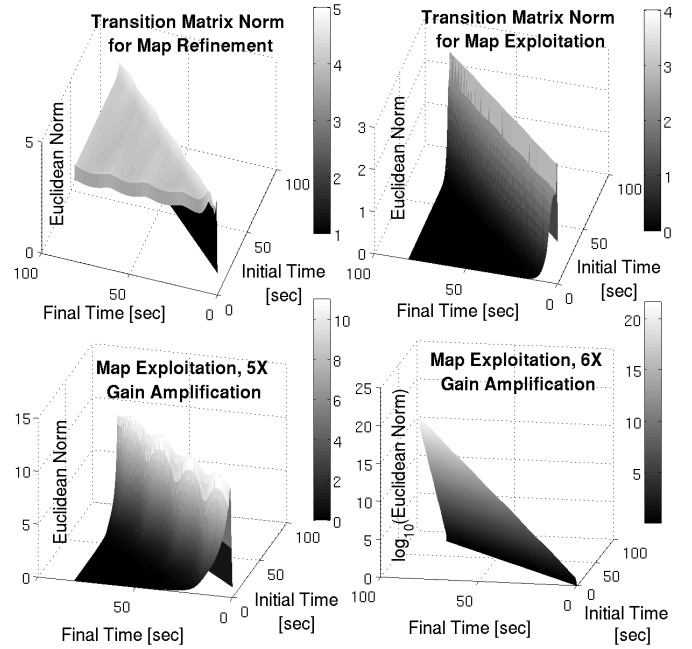 Transition Matrix Norm
for Map Refinement
Euclidean Norm
5
0
100
50
0
Final Time [sec]
0
50
100
Initial Time
[sec]
5
4
3
2
1
Transition Matrix Norm
for Map Exploitation
Euclidean Norm
3
2
1
0
100
50
0
Final Time [sec]
0
50
100
Initial Time
[sec]
4
3
2
1
0
Map Exploitation, 5X
Gain Amplification
Euclidean Norm
15
10
5
0
50
0
Final Time [sec]
0
50
100
Initial Time
[sec]
10
8
6
4
2
0
Map Exploitation, 6X
Gain Amplification
log10(Euclidean Norm)
25
20
15
10
5
0
100
50
0
Final Time [sec]
0
50
100
Initial Time
[sec]
20
15
10
5